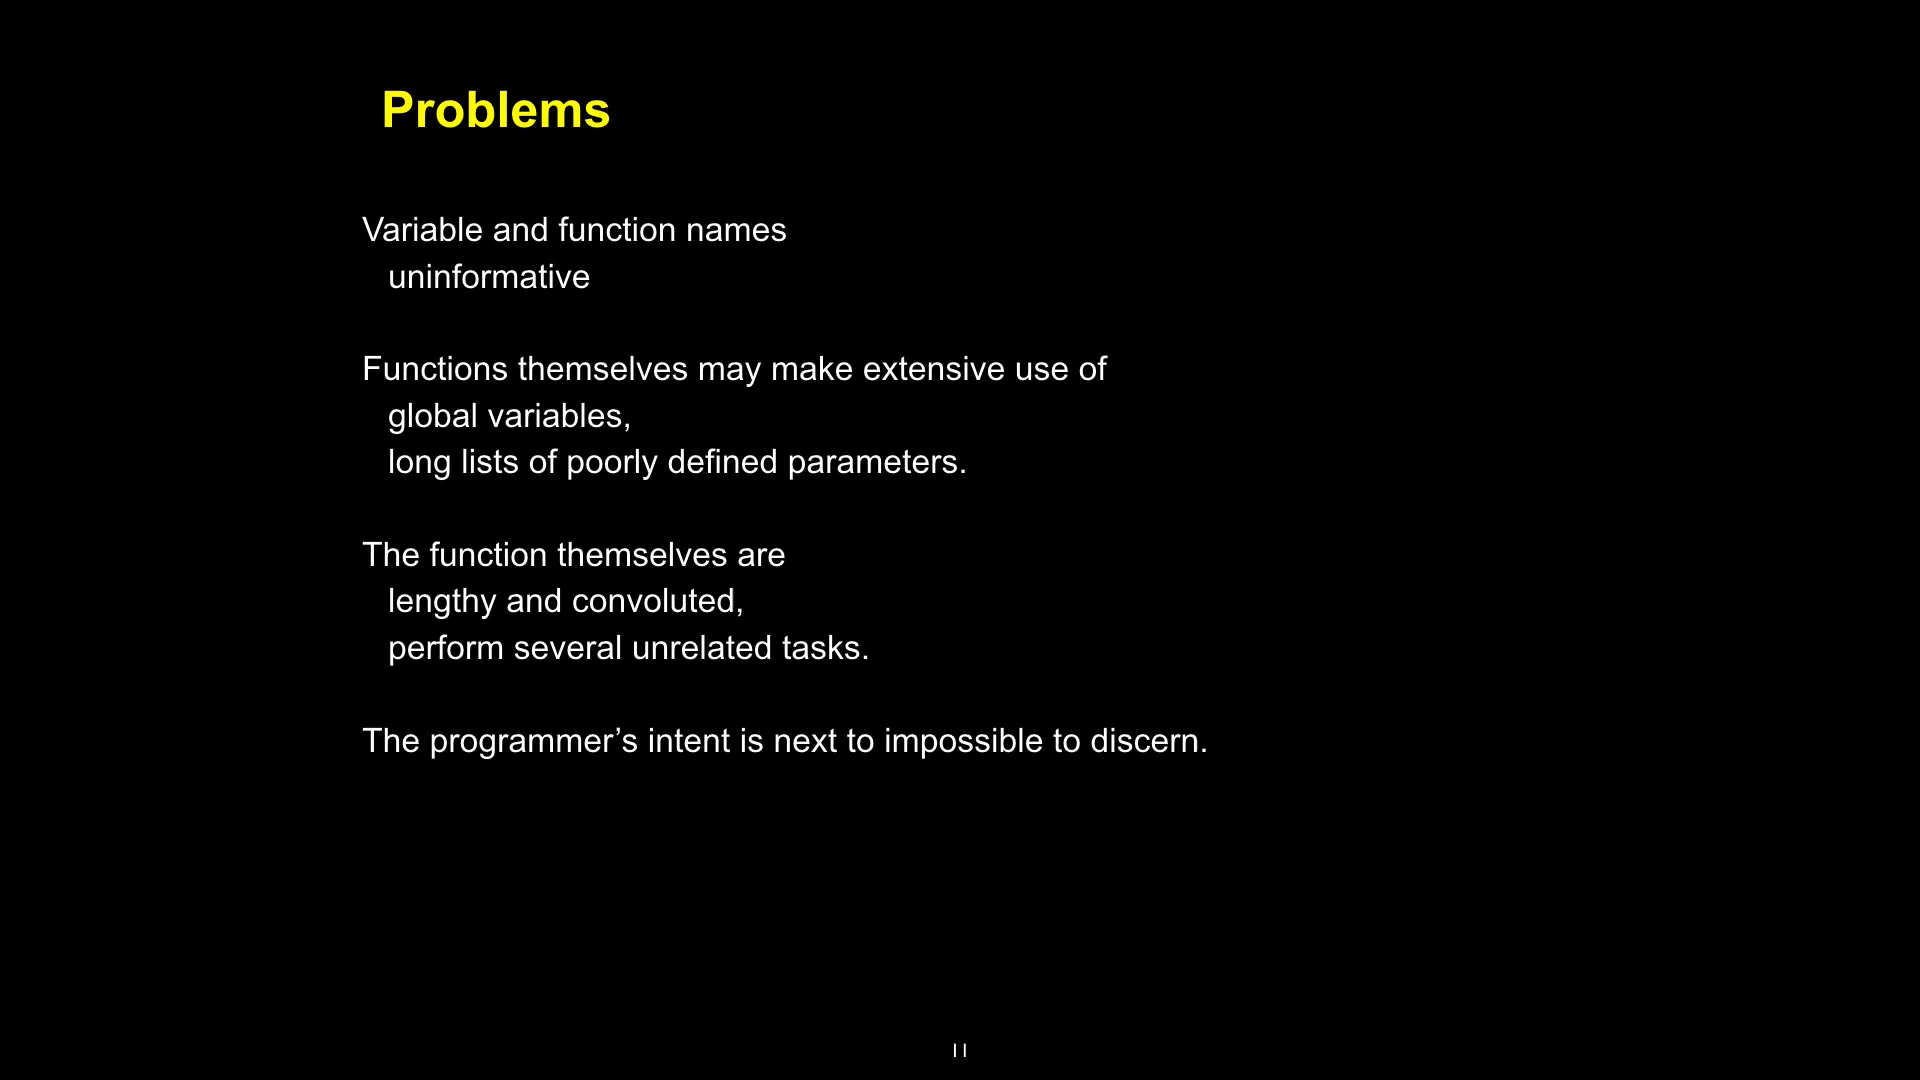 Problems
Variable and function names
uninformative
Functions themselves may make extensive use of
global variables,
long lists of poorly defined parameters.
The function themselves are
lengthy and convoluted,
perform several unrelated tasks.
The programmer’s intent is next to impossible to discern.
11